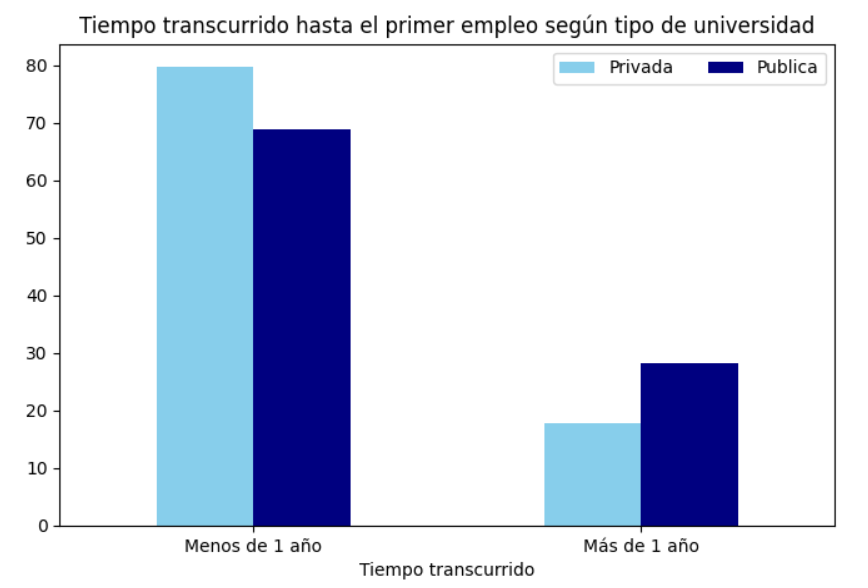 Tiempo transcurrido hasta el primer empleo según tipo de universidad
Privada Publica
80
70
60
50
40
30
20
10
0
Menos de 1 año Más de 1 año
Tiempo transcurrido